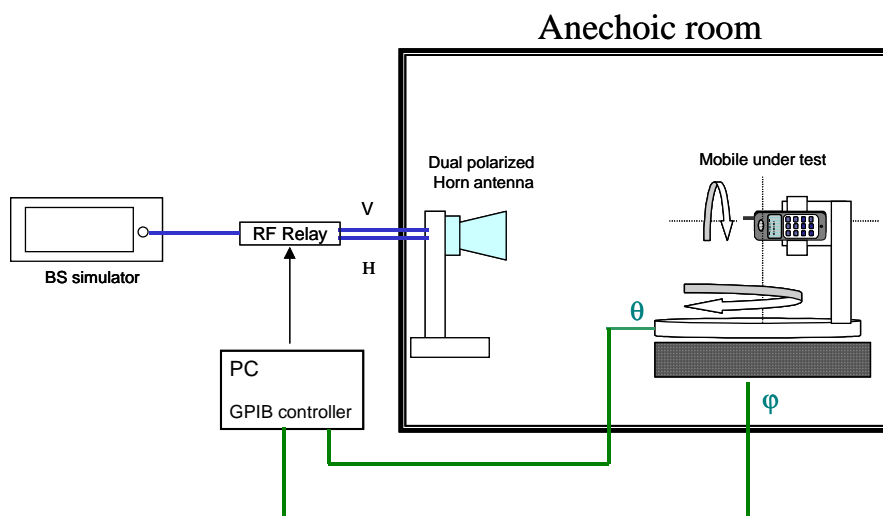 Anechoic room
Dual polarized
Horn antenna
Mobile under test
V
RF Relay
H
BS simulator
θ
PC
GPIB controller
φ